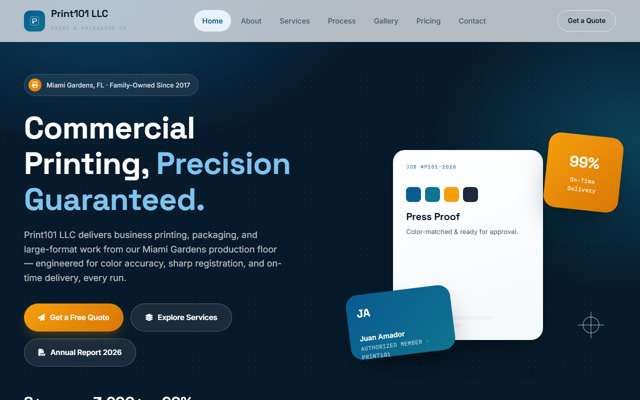 Print101 LLC
PRINT & PACKAGING CO
Home
About
Services
Process
Gallery
Pricing
Contact
Get a Quote
Miami Gardens, FL · Family-Owned Since 2017
Commercial
Printing, Precision
Guaranteed.
Print101 LLC delivers business printing, packaging, and
large-format work from our Miami Gardens production floor
— engineered for color accuracy, sharp registration, and on-
time delivery, every run.
Get a Free Quote
Explore Services
Annual Report 2026
JOB #P101-2026
Press Proof
Color-matched & ready for approval.
99%
On-Time
Delivery
JA
Juan Amador
AUTHORIZED MEMBER ·
PRINT101